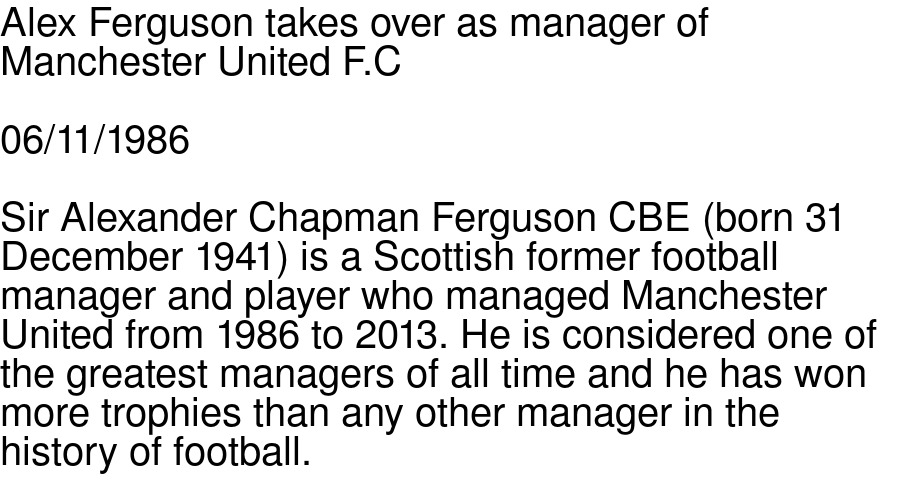 Alex Ferguson takes over as manager of
Manchester United F.C
06/11/1986
Sir Alexander Chapman Ferguson CBE (born 31
December 1941) is a Scottish former football
manager and player who managed Manchester
United from 1986 to 2013. He is considered one of
the greatest managers of all time and he has won
more trophies than any other manager in the
history of football.